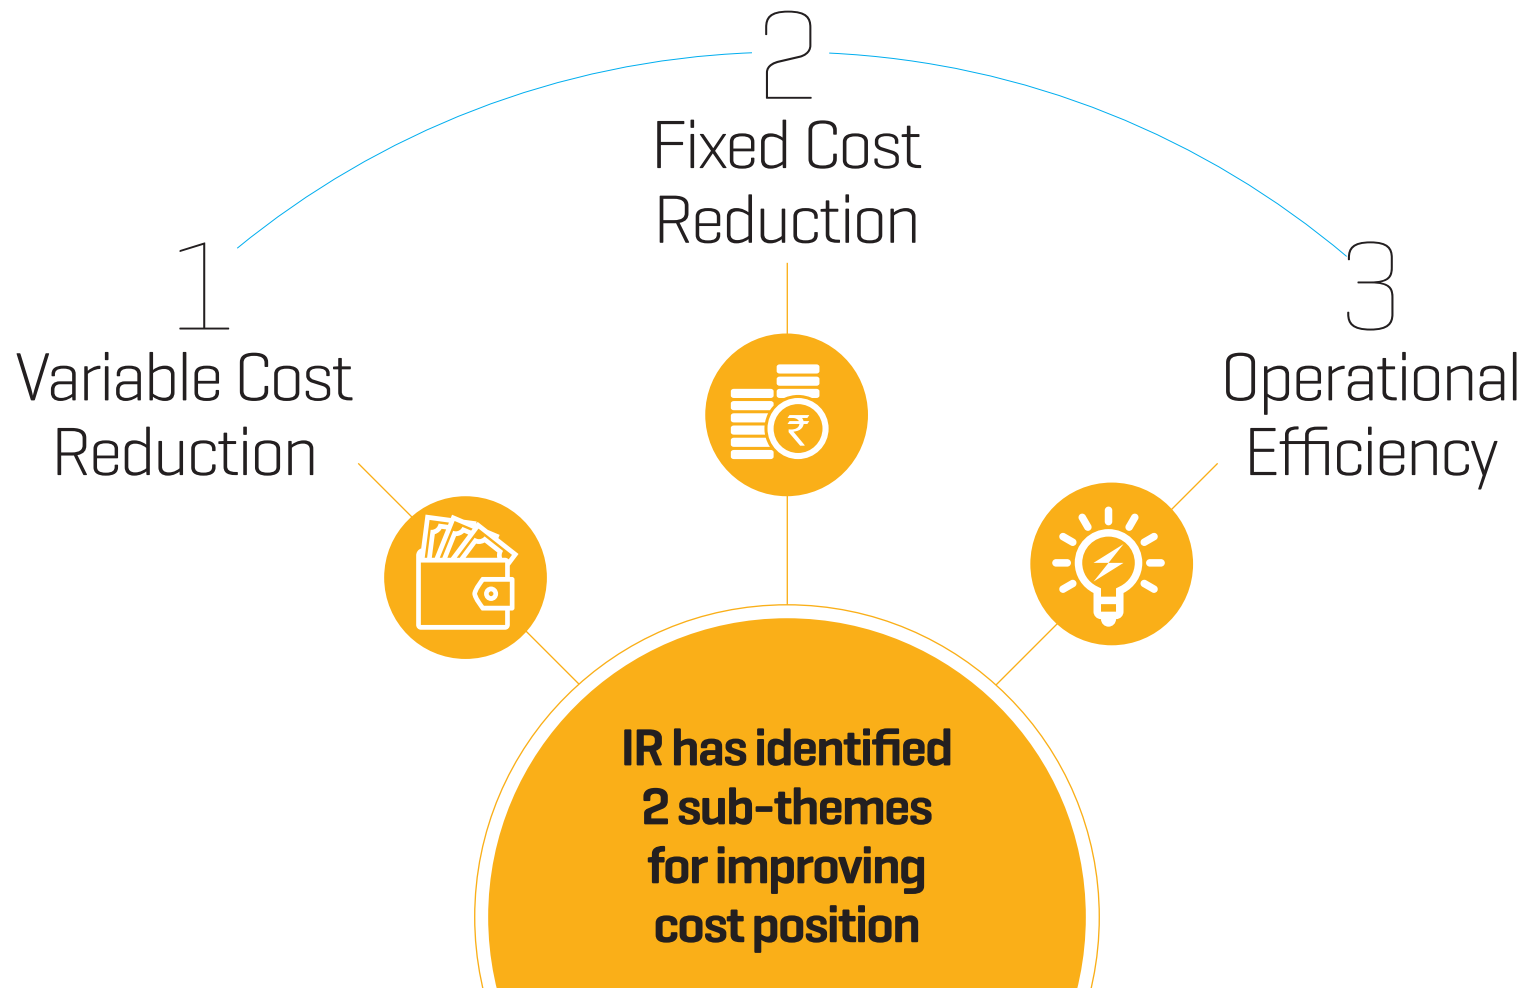 1
Variable Cost
Reduction
2
Fixed Cost
Reduction
₹
3
Operational
Efficiency
IR has identified
2 sub-themes
for improving
cost position